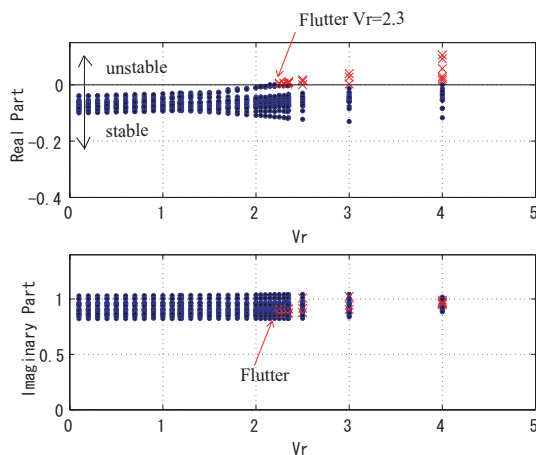 Flutter Vr=2.3
unstable
stable
Real Part
0
-0.2
-0.4
0 1 2 3 4 5
Vr
Imaginary Part
1
0.5
0
Flutter
0 1 2 3 4 5
Vr